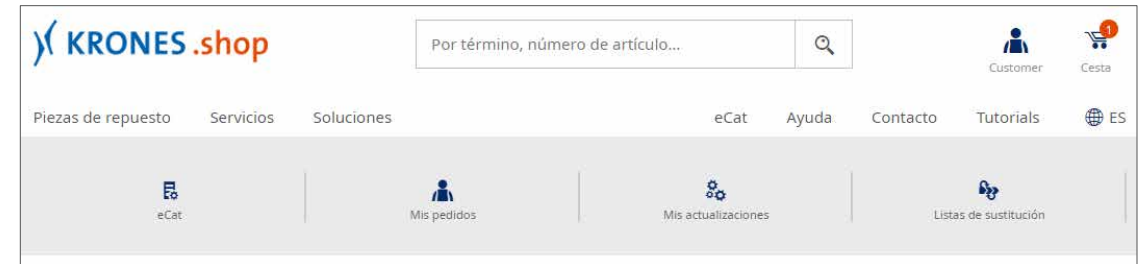 KRONES.shop
Por término, número de artículo...
1
Customer
Cesta
Piezas de repuesto Servicios Soluciones eCat Ayuda Contacto Tutorials ES
eCat Mis pedidos Mis actualizaciones Listas de sustitución